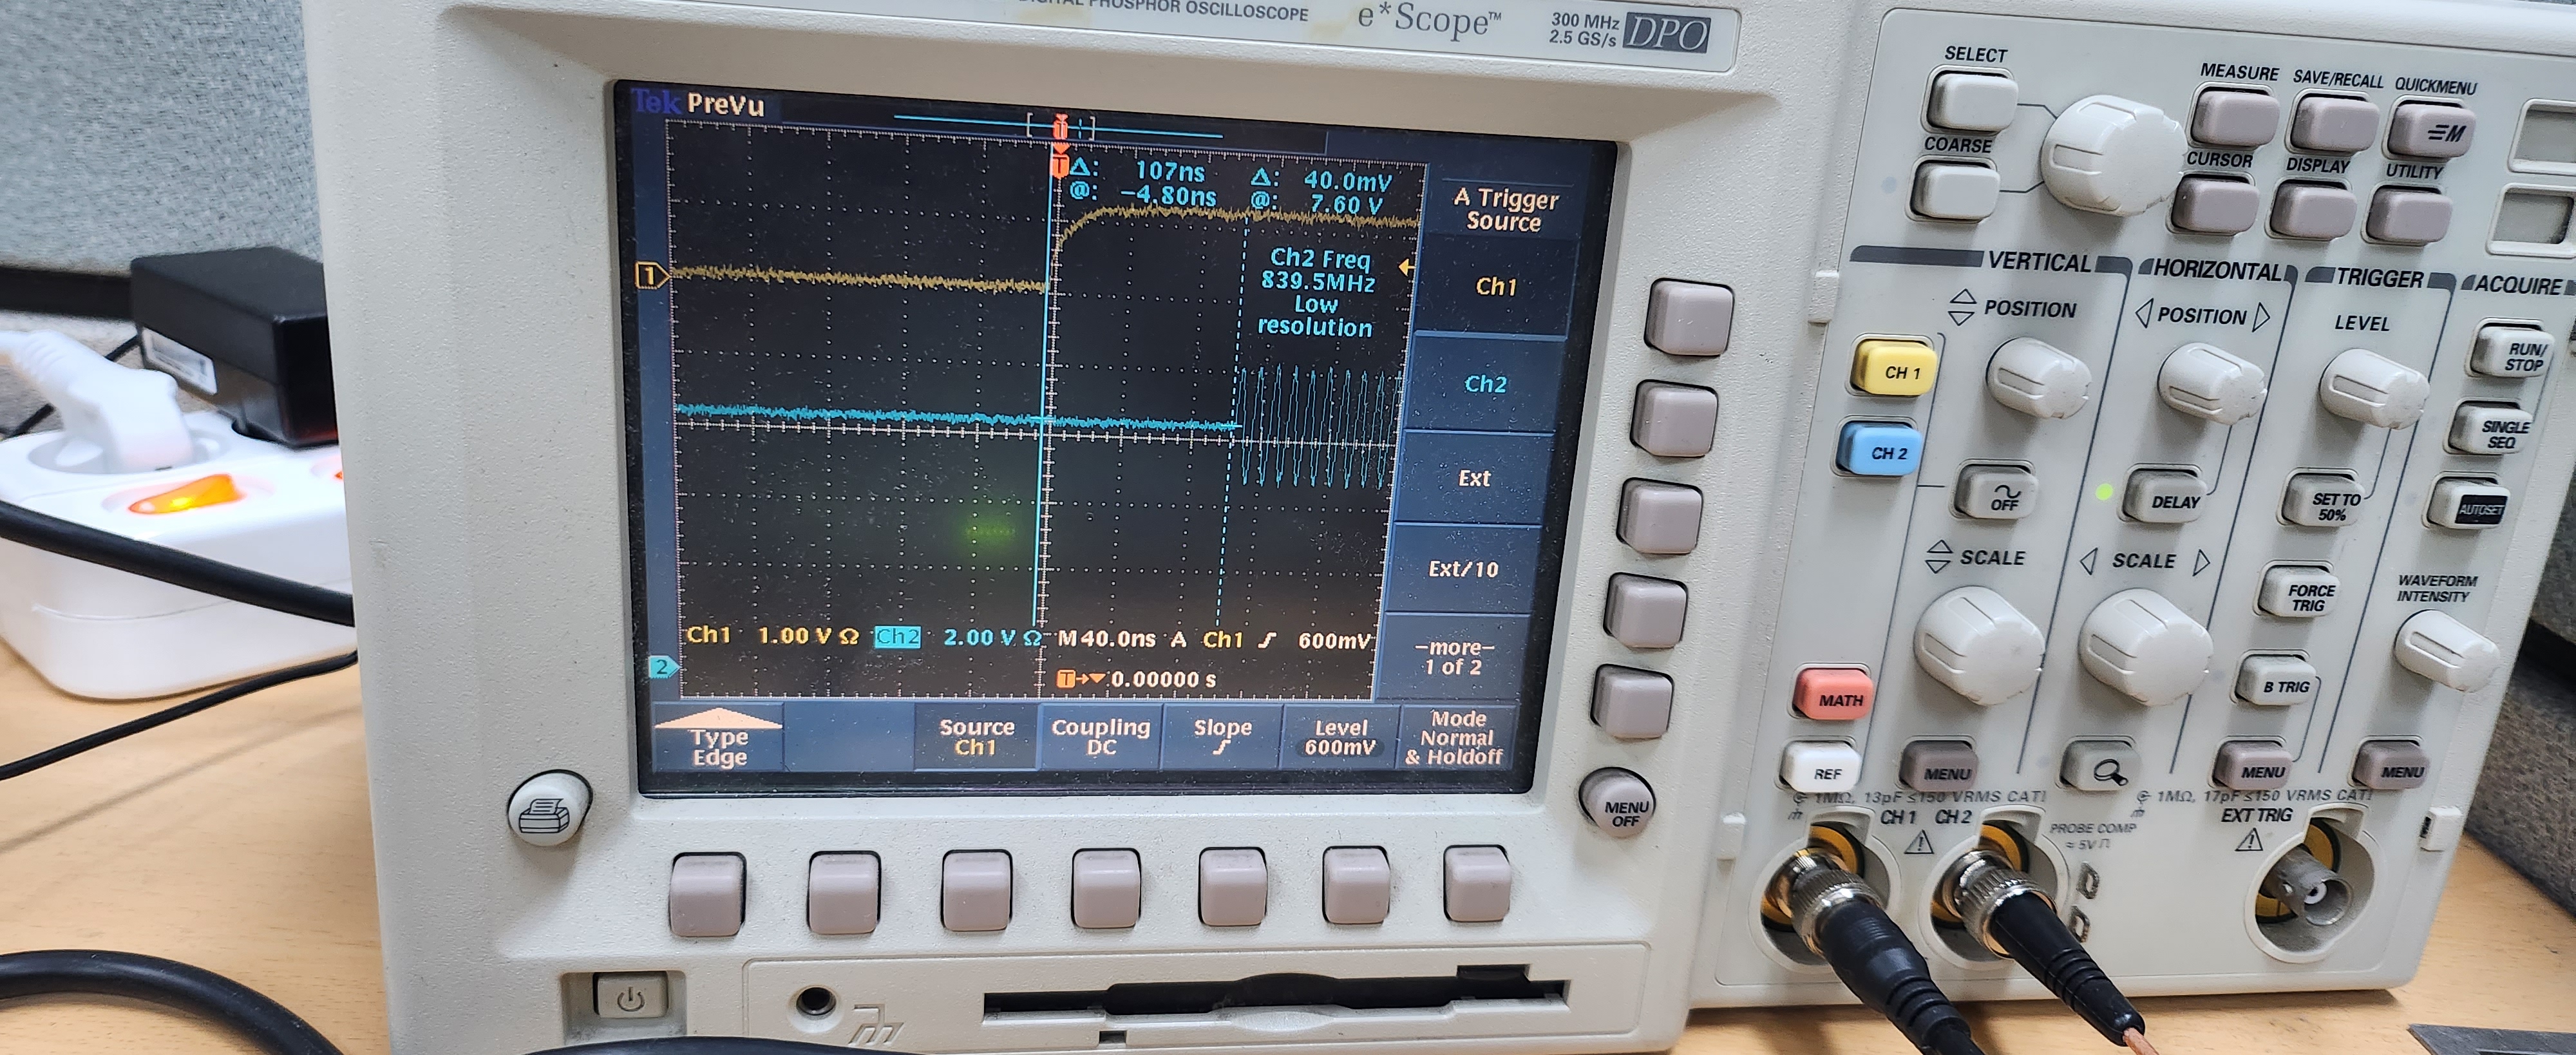 DIGITAL PHOSPHOR OSCILLOSCOPE
e*Scope™
300 MHz
2.5 GS/s
DPO
Tek PreVu
T
T
Δ: 107ns
@: -4.80ns
Δ: 40.0mV
@: 7.60 V
Ch2 Freq
839.5MHz
Low
resolution
1
2
Ch1 1.00 V Ω Ch2 2.00 V Ω M 40.0ns A Ch1 600mV
T 0.00000 s
A Trigger
Source
Ch1
Ch2
Ext
Ext/10
-more-
1 of 2
Type
Edge
Source
Ch1
Coupling
DC
Slope
Level
600mV
Mode
Normal
& Holdoff
MENU
OFF
SELECT
COARSE
MEASURE
SAVE/RECALL
QUICKMENU
M
CURSOR
DISPLAY
UTILITY
VERTICAL
HORIZONTAL
TRIGGER
ACQUIRE
POSITION
POSITION
LEVEL
RUN/
STOP
CH 1
CH 2
OFF
DELAY
SET TO
50%
SINGLE
SEQ
AUTOSET
SCALE
SCALE
FORCE
TRIG
WAVEFORM
INTENSITY
B TRIG
MATH
REF
MENU
MENU
MENU
1MΩ, 13pF ≤150 VRMS CAT I
1MΩ, 17pF ≤150 VRMS CAT I
CH 1
CH 2
PROBE COMP
≈ 5V
EXT TRIG